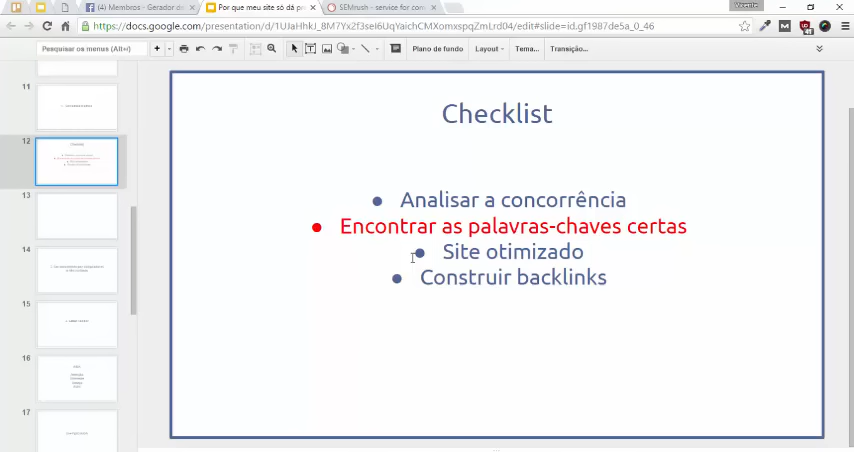 (4) Membros - Gerador de
Por que meu site só dá pr
SEMrush - service for com
Vicente
https://docs.google.com/presentation/d/1UJaHhkJ_8M7Yx2f3seI6UqYaichCMXomxspqZmLrd04/edit#slide=id.gf1987de5a_0_46
Pesquisar os menus (Alt+/)
Plano de fundo
Layout
Tema...
Transição...
11
12
13
14
15
16
17
Checklist
● Analisar a concorrência
● Encontrar as palavras-chaves certas
● Site otimizado
● Construir backlinks